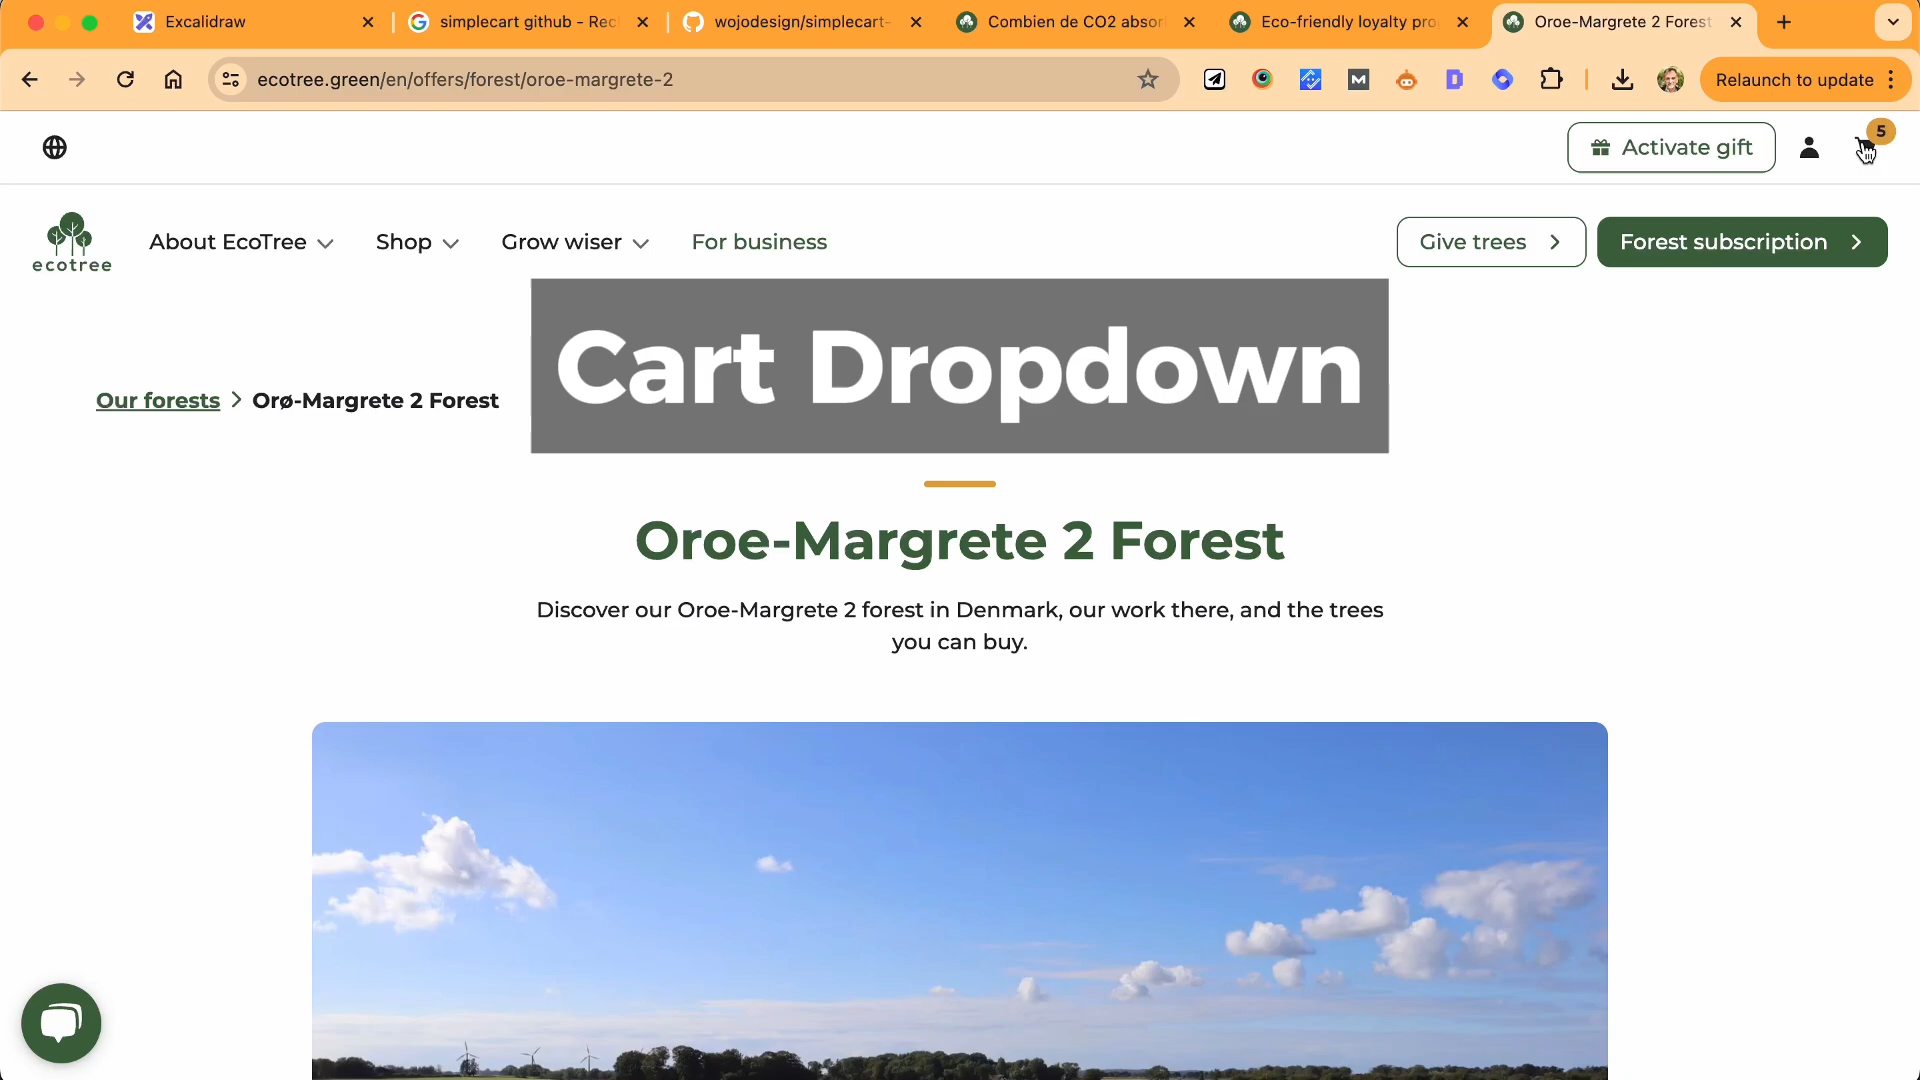 Excalidraw
simplecart github - Rec
wojodesign/simplecart-
Combien de CO2 absor
Eco-friendly loyalty pro
Oroe-Margrete 2 Forest
ecotree.green/en/offers/forest/oroe-margrete-2
Relaunch to update
Activate gift
5
ecotree
About EcoTree
Shop
Grow wiser
For business
Give trees
Forest subscription
Cart Dropdown
Our forests > Orø-Margrete 2 Forest
Oroe-Margrete 2 Forest
Discover our Oroe-Margrete 2 forest in Denmark, our work there, and the trees
you can buy.